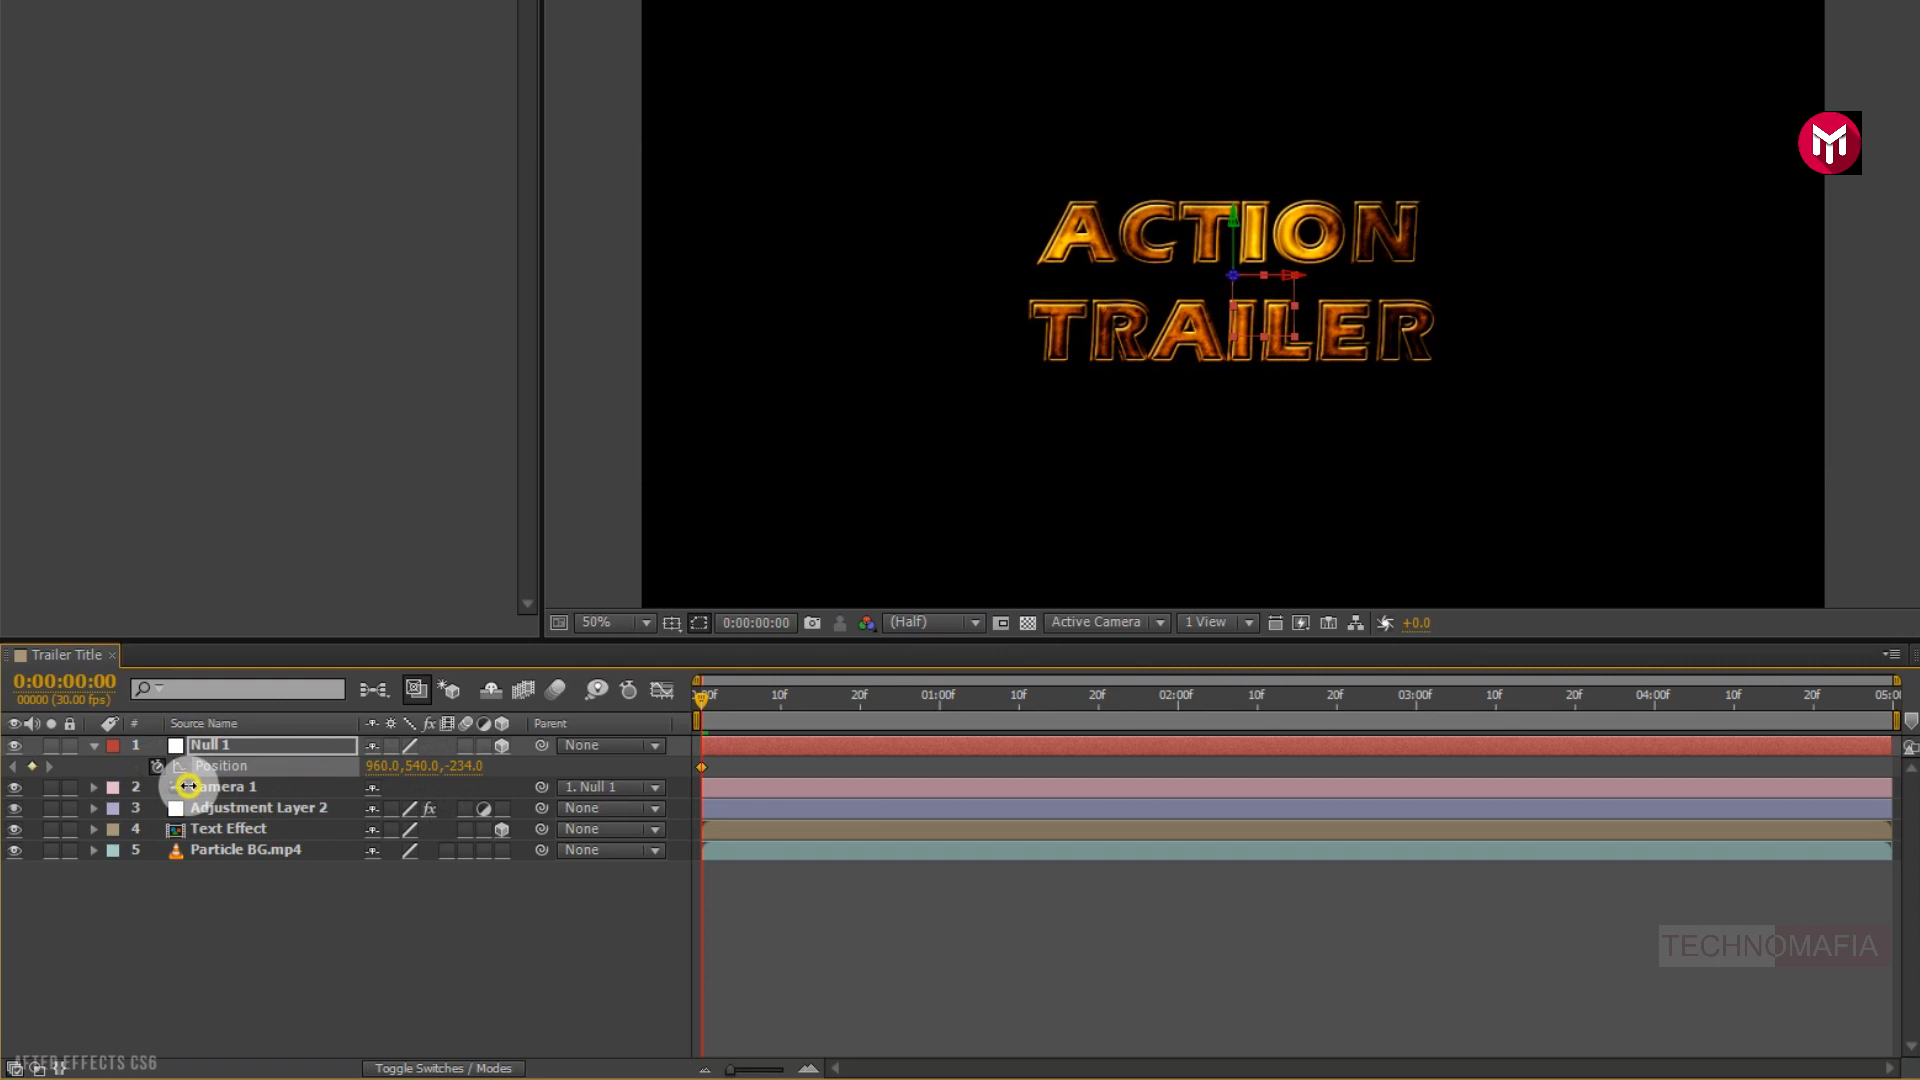 ACTION
TRAILER
50% 0:00:00:00 (Half) Active Camera 1 View +0.0
Trailer Title
0:00:00:00
00000 (30.00 fps)
10f 20f 01:00f 10f 20f 02:00f 10f 20f 03:00f 10f 20f 04:00f 10f 20f 05:00
# Source Name fx Parent
1 Null 1 None
Position 960.0,540.0,-234.0
2 amera 1 1. Null 1
3 Adjustment Layer 2 fx None
4 Text Effect None
5 Particle BG.mp4 None
TECHNOMAFIA
AFTER EFFECTS CS6
Toggle Switches / Modes